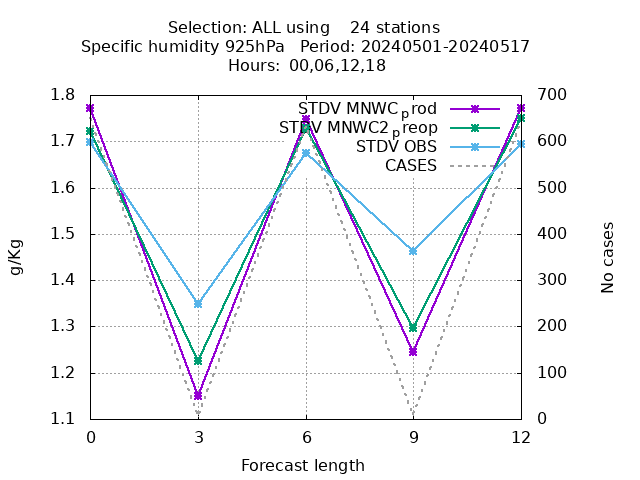 Selection: ALL using 24 stations
Specific humidity 925hPa Period: 20240501-20240517
Hours: 00,06,12,18
1.8 700
STDV MNWCprod
STDV MNWC2preop
1.7 600
STDV OBS
CASES
1.6 500
1.5 400
g/Kg
No cases
1.4 300
1.3 200
1.2 100
1.1 0
0 3 6 9 12
Forecast length